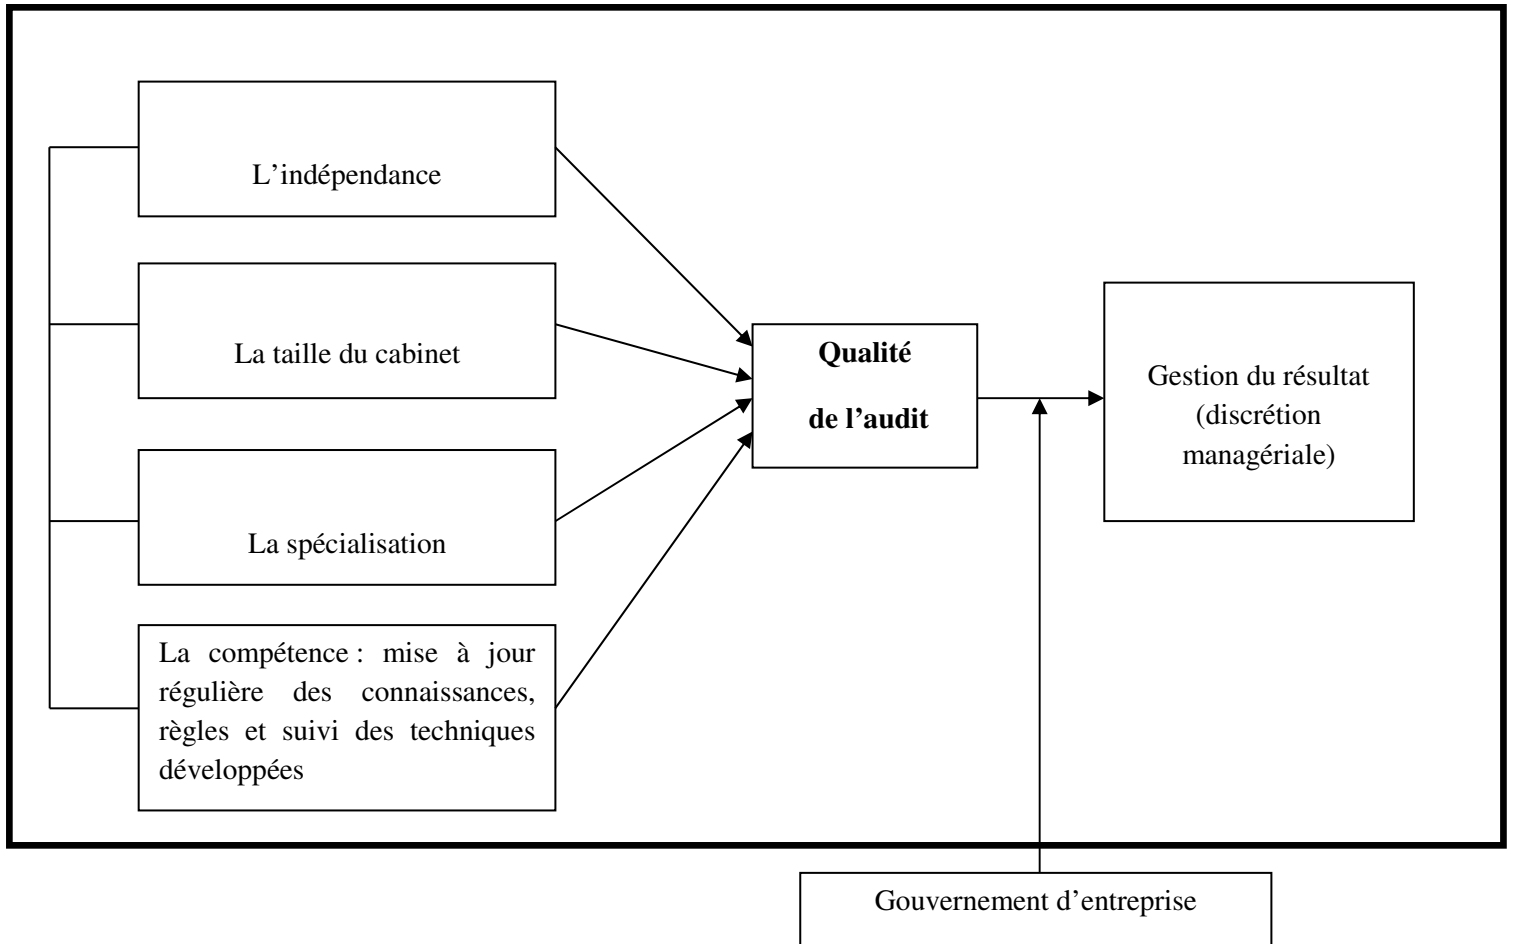 L’indépendance
La taille du cabinet
La spécialisation
La compétence : mise à jour
régulière des connaissances,
règles et suivi des techniques
développées
Qualité
de l’audit
Gestion du résultat
(discrétion
managériale)
Gouvernement d’entreprise